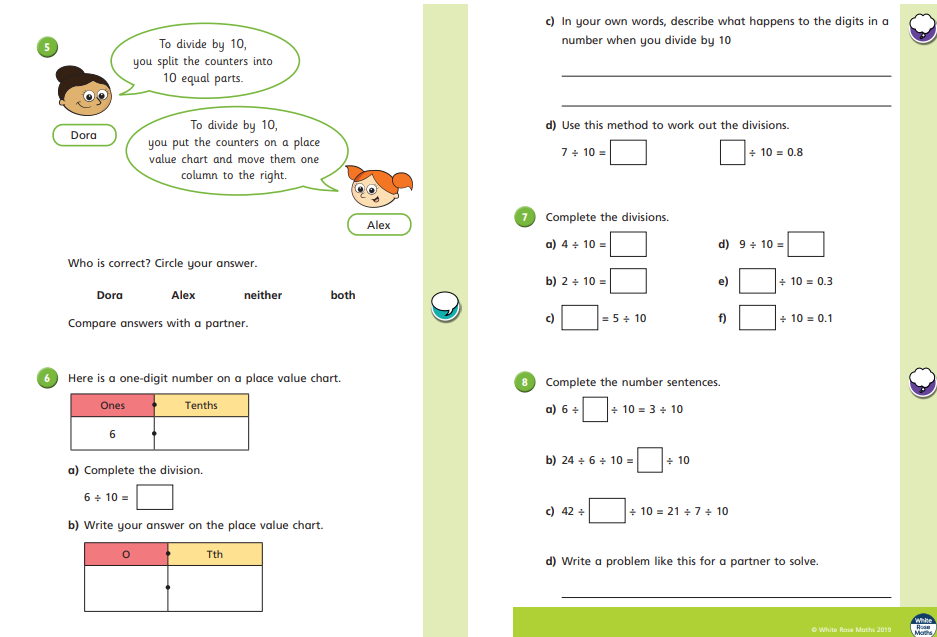 5
To divide by 10,
you split the counters into
10 equal parts.
Dora
To divide by 10,
you put the counters on a place
value chart and move them one
column to the right.
Alex
Who is correct? Circle your answer.
Dora Alex neither both
Compare answers with a partner.
6 Here is a one-digit number on a place value chart.
Ones Tenths
6
a) Complete the division.
6 ÷ 10 =
b) Write your answer on the place value chart.
O Tth
c) In your own words, describe what happens to the digits in a
number when you divide by 10
d) Use this method to work out the divisions.
7 ÷ 10 = ÷ 10 = 0.8
7 Complete the divisions.
a) 4 ÷ 10 = d) 9 ÷ 10 =
b) 2 ÷ 10 = e) ÷ 10 = 0.3
c) = 5 ÷ 10 f) ÷ 10 = 0.1
8 Complete the number sentences.
a) 6 ÷ ÷ 10 = 3 ÷ 10
b) 24 ÷ 6 ÷ 10 = ÷ 10
c) 42 ÷ ÷ 10 = 21 ÷ 7 ÷ 10
d) Write a problem like this for a partner to solve.
© White Rose Maths 2019
White
Rose
Maths